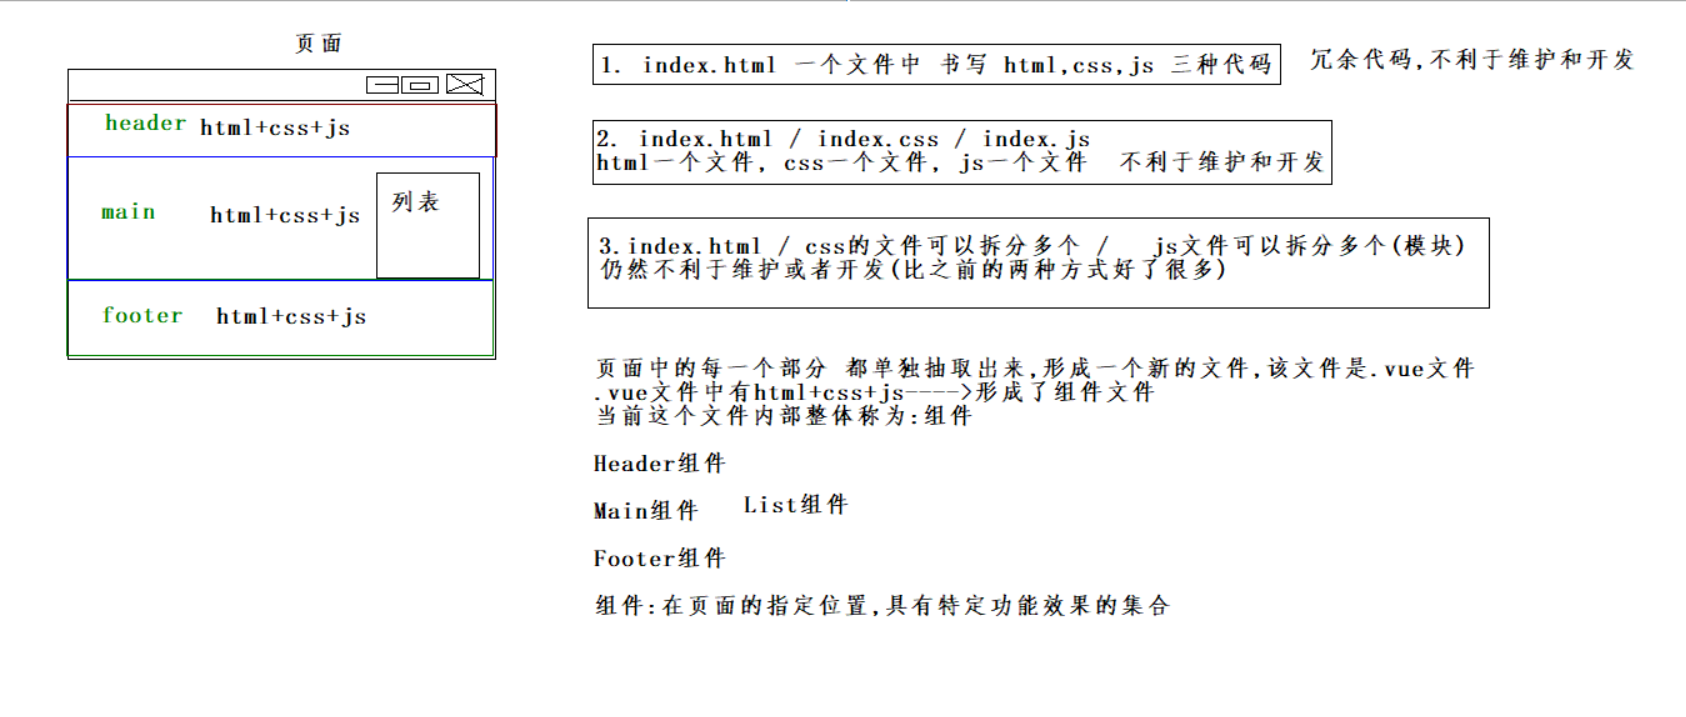 页面
header html+css+js
main html+css+js 列表
footer html+css+js
1. index.html 一个文件中 书写 html,css,js 三种代码 冗余代码,不利于维护和开发
2. index.html / index.css / index.js
html一个文件, css一个文件, js一个文件 不利于维护和开发
3.index.html / css的文件可以拆分多个 / js文件可以拆分多个(模块)
仍然不利于维护或者开发(比之前的两种方式好了很多)
页面中的每一个部分 都单独抽取出来,形成一个新的文件,该文件是.vue文件
.vue文件中有html+css+js---->形成了组件文件
当前这个文件内部整体称为:组件
Header组件
Main组件 List组件
Footer组件
组件:在页面的指定位置,具有特定功能效果的集合